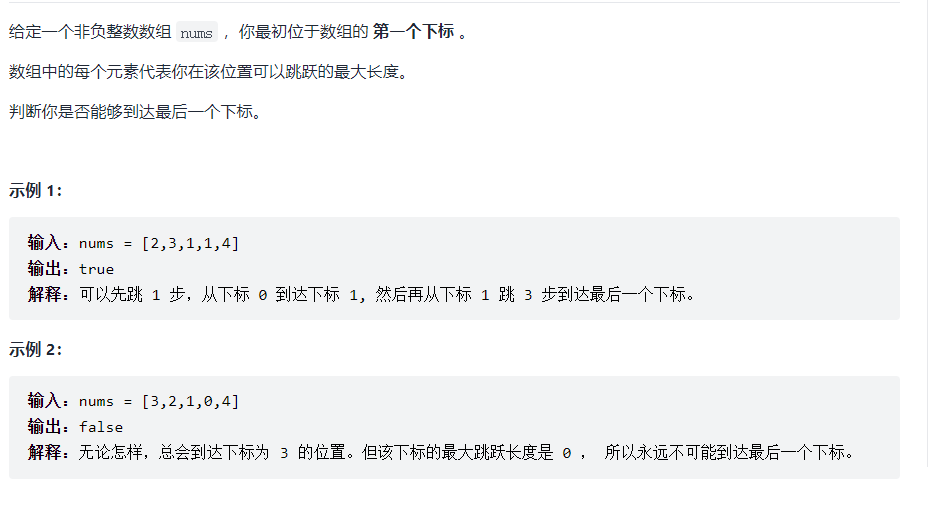 给定一个非负整数数组 nums ，你最初位于数组的 第一个下标 。
数组中的每个元素代表你在该位置可以跳跃的最大长度。
判断你是否能够到达最后一个下标。
示例 1：
输入：nums = [2,3,1,1,4]
输出：true
解释：可以先跳 1 步，从下标 0 到达下标 1, 然后再从下标 1 跳 3 步到达最后一个下标。
示例 2：
输入：nums = [3,2,1,0,4]
输出：false
解释：无论怎样，总会到达下标为 3 的位置。但该下标的最大跳跃长度是 0 ， 所以永远不可能到达最后一个下标。